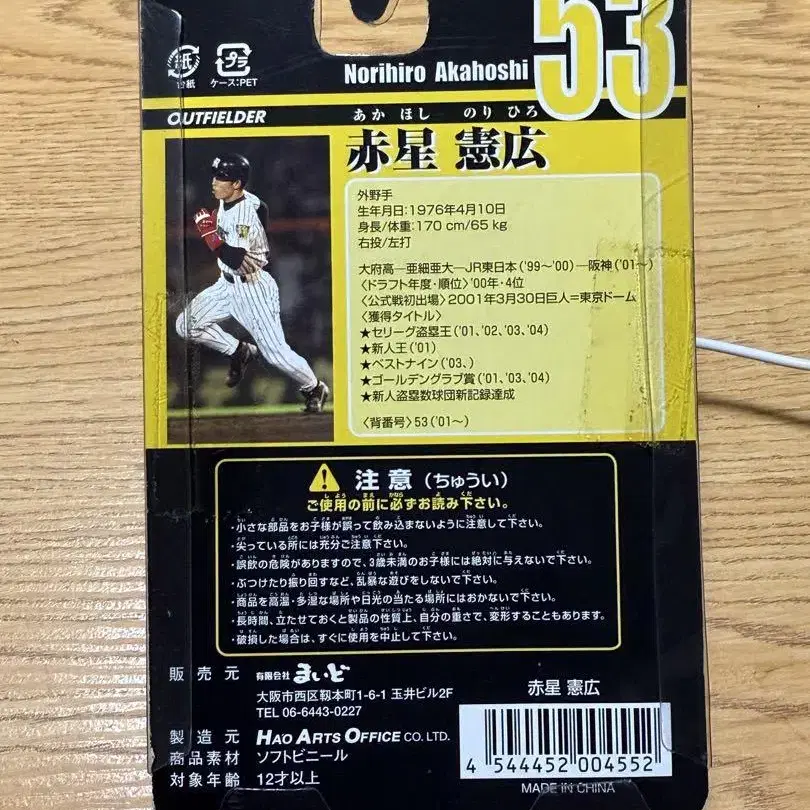 53
Norihiro Akahoshi
紙
台紙
プラ
ケース:PET
OUTFIELDER
あか ほし のり ひろ
赤星 憲広
外野手
生年月日:1976年4月10日
身長/体重:170 cm/65 kg
右投/左打
大府高―亜細亜大―JR東日本('99～'00)―阪神('01～)
〈ドラフト年度・順位〉'00年・4位
〈公式戦初出場〉2001年3月30日巨人=東京ドーム
〈獲得タイトル〉
★セリーグ盗塁王('01、'02、'03、'04)
★新人王('01)
★ベストナイン('03、)
★ゴールデングラブ賞('01、'03、'04)
★新人盗塁数球団新記録達成
〈背番号〉53('01～)
注意(ちゅうい)
ご使用の前に必ずお読み下さい。
・小さな部品をお子様が誤って飲み込まないように注意して下さい。
・尖っている所には充分ご注意下さい。
・誤飲の危険がありますので、3歳未満のお子様には絶対に与えないで下さい。
・ぶつけたり振り回すなど、乱暴な遊びをしないで下さい。
・商品を高温・多湿な場所や日光の当たる場所にはおかないで下さい。
・長時間、立たせておくと製品の性質上、自分の重さで、変形することもあります。
・破損した場合は、すぐに使用を中止して下さい。
販売元 有限会社 まいど
大阪市西区靱本町1-6-1 玉井ビル2F
TEL 06-6443-0227
赤星 憲広
製造元 HAO ARTS OFFICE CO. LTD.
商品素材 ソフトビニール
対象年齢 12才以上
4 544452 004552
MADE IN CHINA